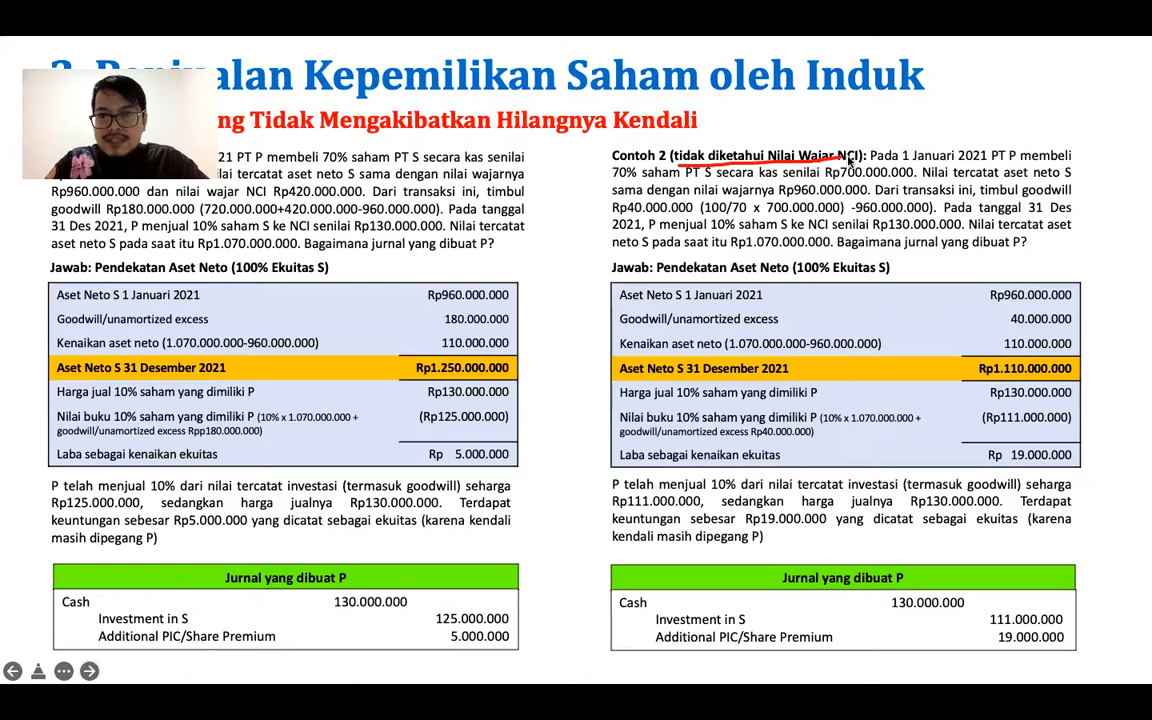 alan Kepemilikan Saham oleh Induk
ng Tidak Mengakibatkan Hilangnya Kendali
21 PT P membeli 70% saham PT S secara kas senilai
ilai tercatat aset neto S sama dengan nilai wajarnya
Rp960.000.000 dan nilai wajar NCI Rp420.000.000. Dari transaksi ini, timbul
goodwill Rp180.000.000 (720.000.000+420.000.000-960.000.000). Pada tanggal
31 Des 2021, P menjual 10% saham S ke NCI senilai Rp130.000.000. Nilai tercatat
aset neto S pada saat itu Rp1.070.000.000. Bagaimana jurnal yang dibuat P?
Jawab: Pendekatan Aset Neto (100% Ekuitas S)
Aset Neto S 1 Januari 2021 Rp960.000.000
Goodwill/unamortized excess 180.000.000
Kenaikan aset neto (1.070.000.000-960.000.000) 110.000.000
Aset Neto S 31 Desember 2021 Rp1.250.000.000
Harga jual 10% saham yang dimiliki P Rp130.000.000
Nilai buku 10% saham yang dimiliki P (10% x 1.070.000.000 + (Rp125.000.000)
goodwill/unamortized excess Rpp180.000.000)
Laba sebagai kenaikan ekuitas Rp 5.000.000
P telah menjual 10% dari nilai tercatat investasi (termasuk goodwill) seharga
Rp125.000.000, sedangkan harga jualnya Rp130.000.000. Terdapat
keuntungan sebesar Rp5.000.000 yang dicatat sebagai ekuitas (karena kendali
masih dipegang P)
Jurnal yang dibuat P
Cash 130.000.000
Investment in S 125.000.000
Additional PIC/Share Premium 5.000.000
Contoh 2 (tidak diketahui Nilai Wajar NCI): Pada 1 Januari 2021 PT P membeli
70% saham PT S secara kas senilai Rp700.000.000. Nilai tercatat aset neto S
sama dengan nilai wajarnya Rp960.000.000. Dari transaksi ini, timbul goodwill
Rp40.000.000 (100/70 x 700.000.000) -960.000.000). Pada tanggal 31 Des
2021, P menjual 10% saham S ke NCI senilai Rp130.000.000. Nilai tercatat aset
neto S pada saat itu Rp1.070.000.000. Bagaimana jurnal yang dibuat P?
Jawab: Pendekatan Aset Neto (100% Ekuitas S)
Aset Neto S 1 Januari 2021 Rp960.000.000
Goodwill/unamortized excess 40.000.000
Kenaikan aset neto (1.070.000.000-960.000.000) 110.000.000
Aset Neto S 31 Desember 2021 Rp1.110.000.000
Harga jual 10% saham yang dimiliki P Rp130.000.000
Nilai buku 10% saham yang dimiliki P (10% x 1.070.000.000 + (Rp111.000.000)
goodwill/unamortized excess Rp40.000.000)
Laba sebagai kenaikan ekuitas Rp 19.000.000
P telah menjual 10% dari nilai tercatat investasi (termasuk goodwill) seharga
Rp111.000.000, sedangkan harga jualnya Rp130.000.000. Terdapat
keuntungan sebesar Rp19.000.000 yang dicatat sebagai ekuitas (karena
kendali masih dipegang P)
Jurnal yang dibuat P
Cash 130.000.000
Investment in S 111.000.000
Additional PIC/Share Premium 19.000.000